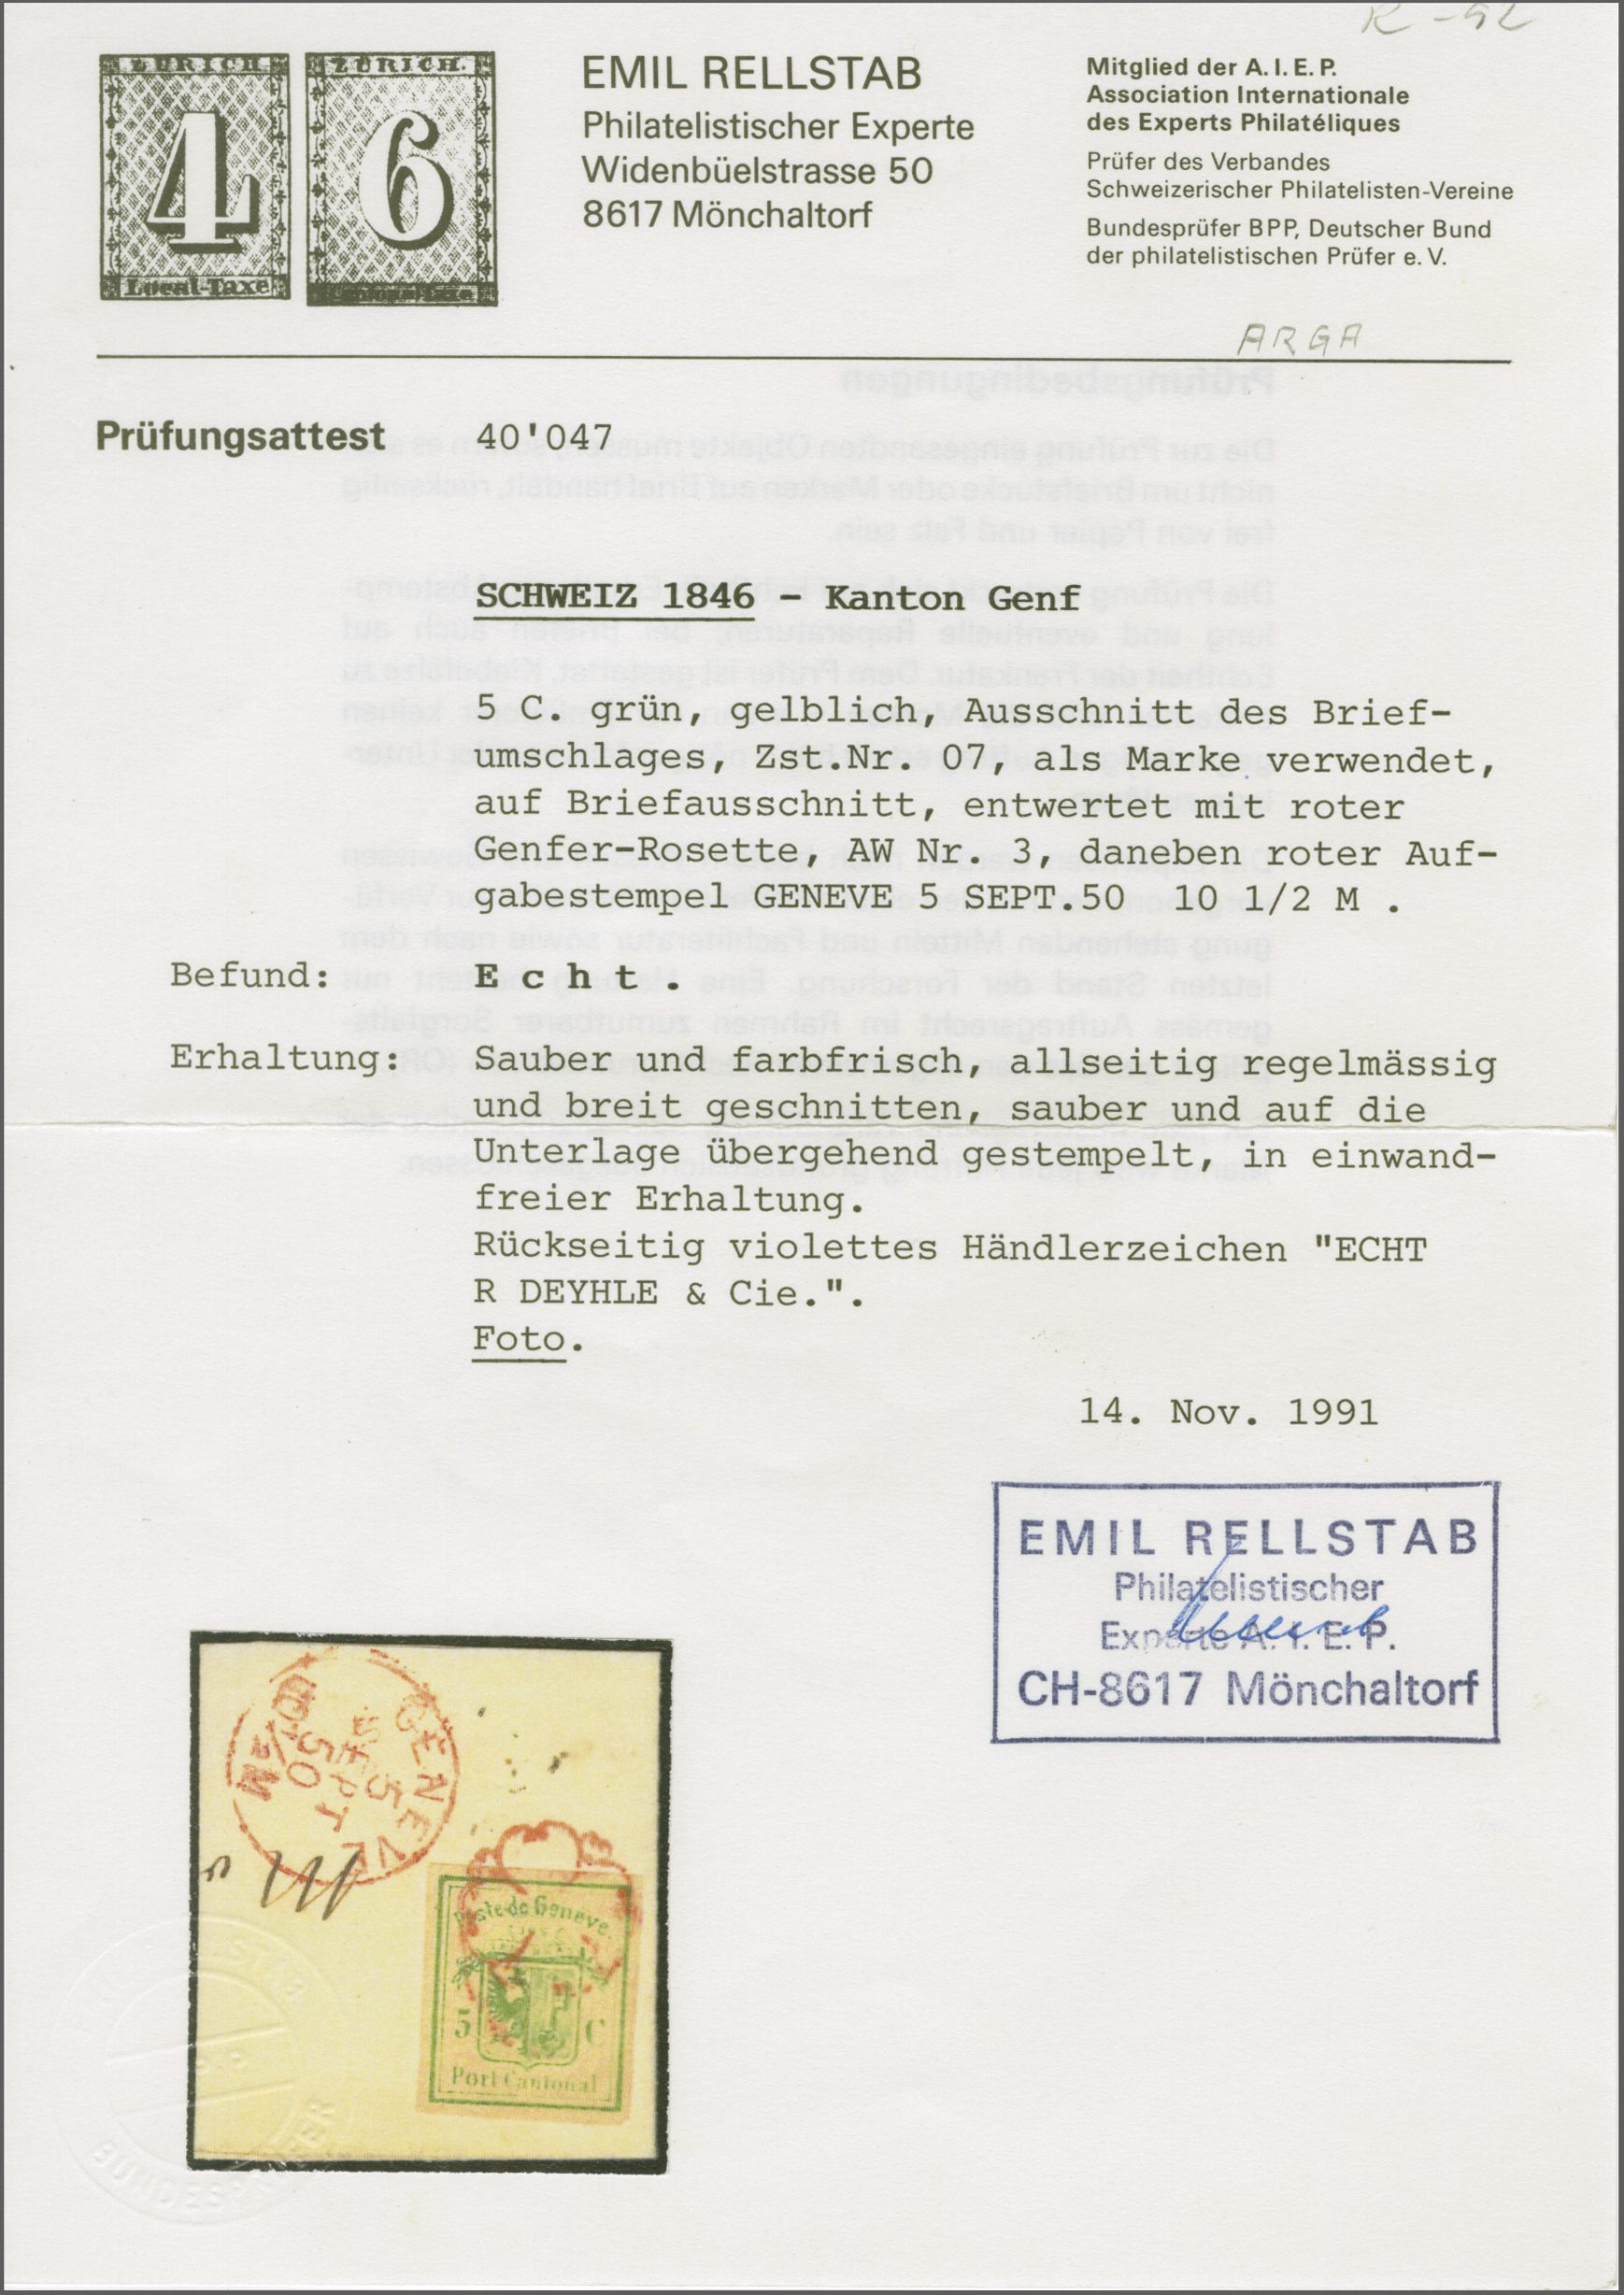 R-52
ZÜRICH.
4
Local-Taxe
ZÜRICH.
6
EMIL RELLSTAB
Philatelistischer Experte
Widenbüelstrasse 50
8617 Mönchaltorf
Mitglied der A.I.E.P.
Association Internationale
des Experts Philatéliques
Prüfer des Verbandes
Schweizerischer Philatelisten-Vereine
Bundesprüfer BPP, Deutscher Bund
der philatelistischen Prüfer e.V.
ARGA
Prüfungsattest 40'047
SCHWEIZ 1846 - Kanton Genf
5 C. grün, gelblich, Ausschnitt des Brief-
umschlages, Zst.Nr. 07, als Marke verwendet,
auf Briefausschnitt, entwertet mit roter
Genfer-Rosette, AW Nr. 3, daneben roter Auf-
gabestempel GENEVE 5 SEPT.50 10 1/2 M .
Befund: E c h t .
Erhaltung: Sauber und farbfrisch, allseitig regelmässig
und breit geschnitten, sauber und auf die
Unterlage übergehend gestempelt, in einwand-
freier Erhaltung.
Rückseitig violettes Händlerzeichen "ECHT
R DEYHLE & Cie.".
Foto.
14. Nov. 1991
EMIL RELLSTAB
Philatelistischer
Experte A. I. E. P.
CH-8617 Mönchaltorf
GENEVE
5
SEPT
50
Poste de Genève
5 C
Port Cantonal
BUNDESPRÜFER